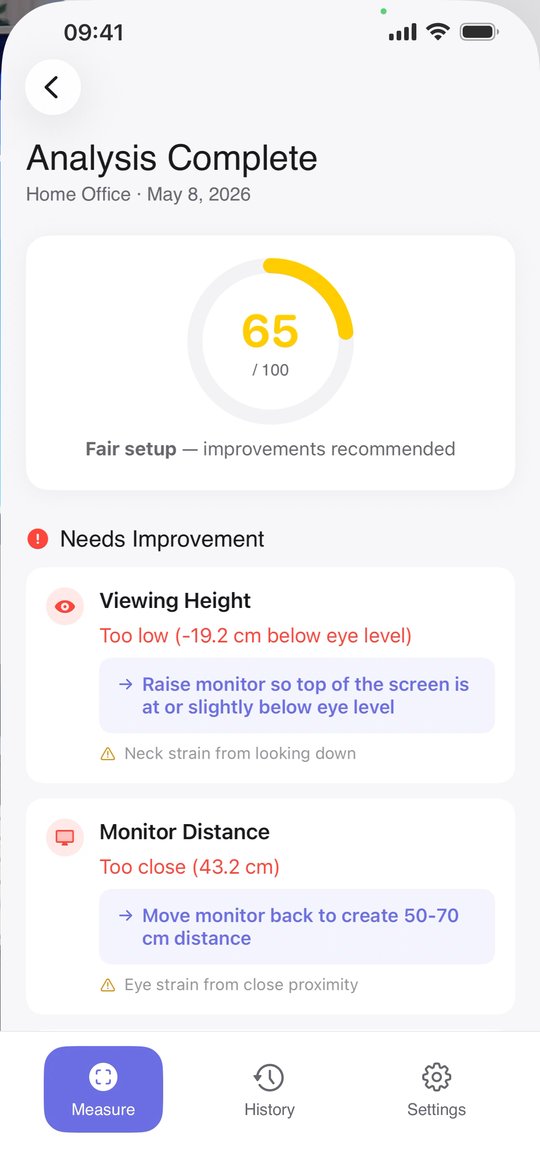 09:41
Analysis Complete
Home Office · May 8, 2026
65
/ 100
Fair setup — improvements recommended
Needs Improvement
Viewing Height
Too low (-19.2 cm below eye level)
→ Raise monitor so top of the screen is
at or slightly below eye level
Neck strain from looking down
Monitor Distance
Too close (43.2 cm)
→ Move monitor back to create 50-70
cm distance
Eye strain from close proximity
Measure
History
Settings